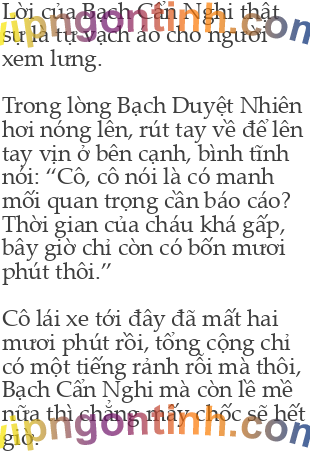 Lời của Bạch Cẩn Nghi thật
sự là tự vạch áo cho người
xem lưng.
Trong lòng Bạch Duyệt Nhiên
hơi nóng lên, rút tay về để lên
tay vịn ở bên cạnh, bình tĩnh
nói: “Cô, cô nói là có manh
mối quan trọng cần báo cáo?
Thời gian của cháu khá gấp,
bây giờ chỉ còn có bốn mươi
phút thôi.”
Cô lái xe tới đây đã mất hai
mươi phút rồi, tổng cộng chỉ
có một tiếng rảnh rỗi mà thôi,
Bạch Cẩn Nghi mà còn lề mề
nữa thì chẳng mấy chốc sẽ hết
giờ.
vipngontinh.com
vipngontinh.com